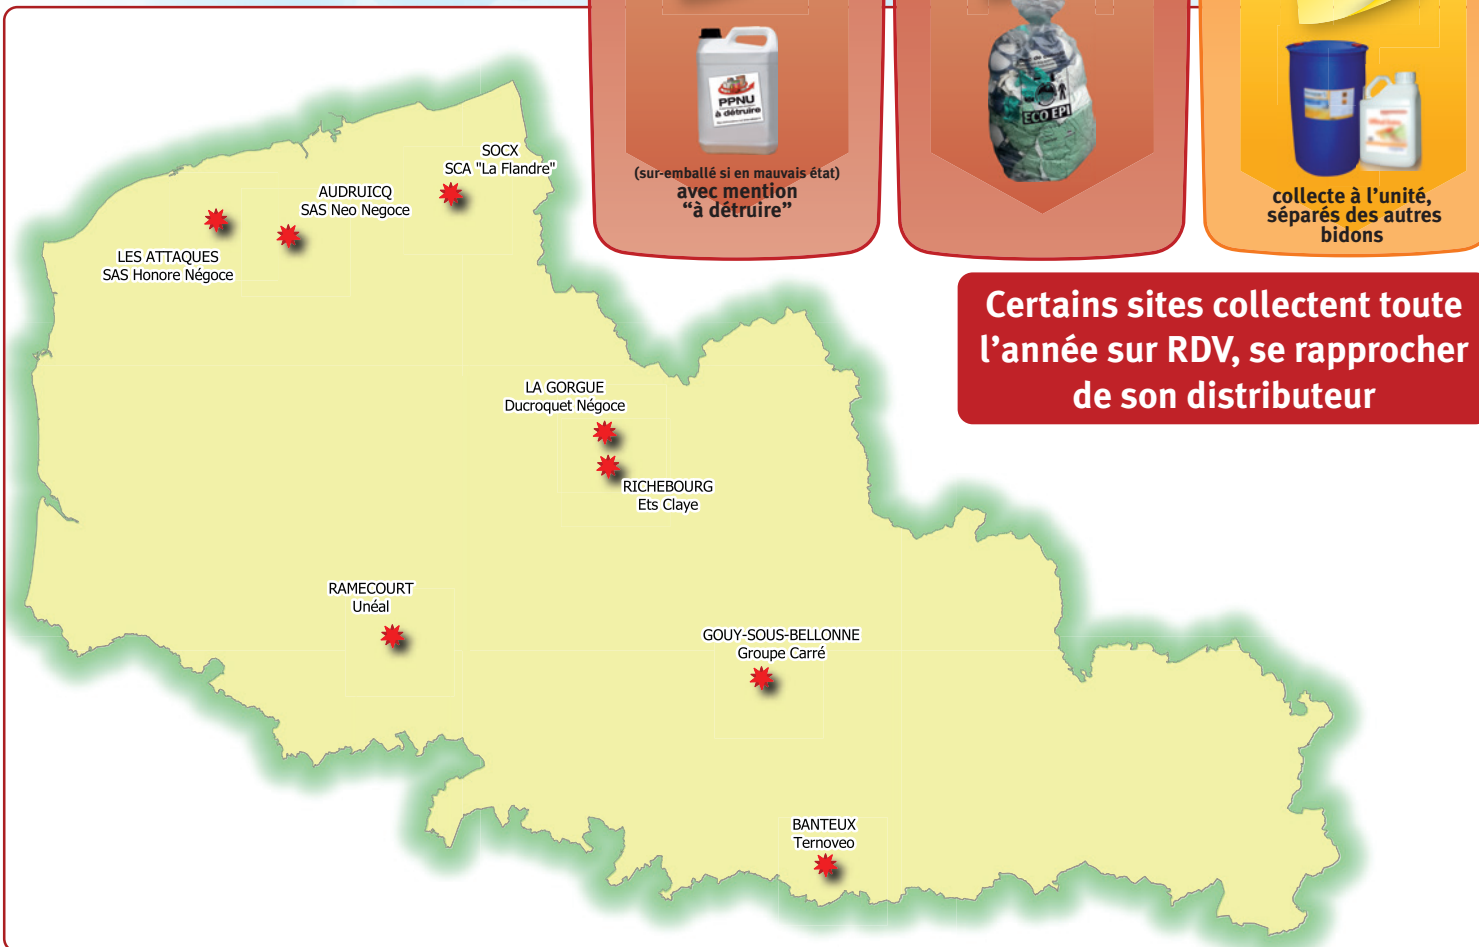 PPNU
à détruire
(sur-emballé si en mauvais état)
avec mention
“à détruire”
ECO EPI
collecte à l’unité,
séparés des autres
bidons
Certains sites collectent toute
l’année sur RDV, se rapprocher
de son distributeur
SOCX
SCA "La Flandre"
AUDRUICQ
SAS Neo Negoce
LES ATTAQUES
SAS Honore Négoce
LA GORGUE
Ducroquet Négoce
RICHEBOURG
Ets Claye
RAMECOURT
Unéal
GOUY-SOUS-BELLONNE
Groupe Carré
BANTEUX
Ternoveo